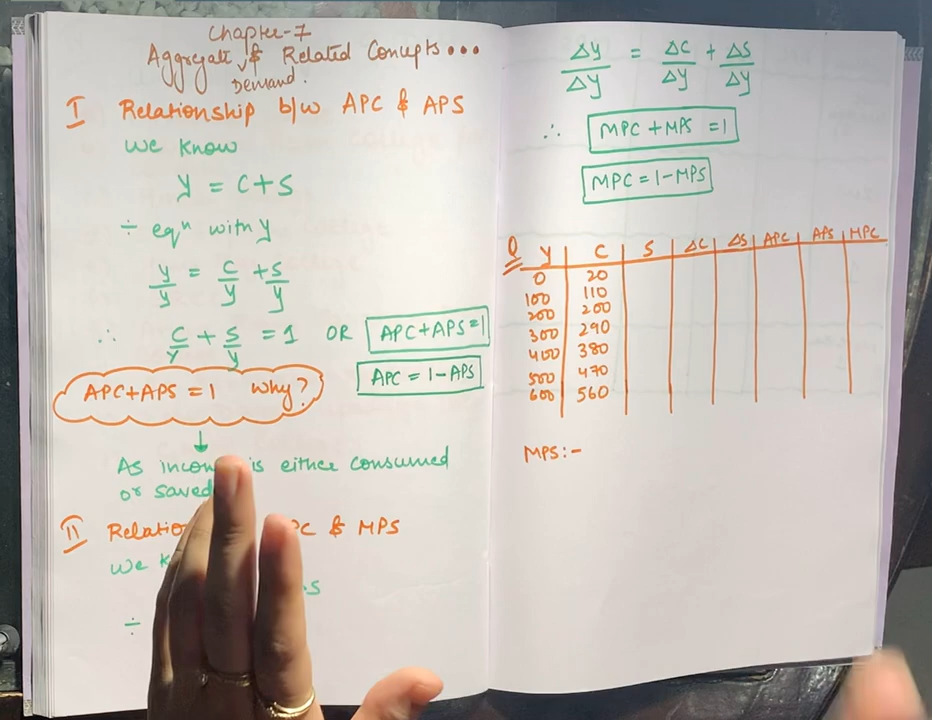 Chapter-7
Aggregate & Related Concepts...
Demand.
I Relationship b/w APC & APS
We know
Y = C+S
÷ eqⁿ with y
y/y = C/y + S/y
∴ C/Y + S/y = 1 OR APC+APS=1
APC = 1-APS
APC+APS = 1 why?
↓
As is either consumed
or saved
II & MPS
We
÷
ΔY/ΔY = ΔC/ΔY + ΔS/ΔY
∴ MPC+MPS =1
MPC=1-MPS
Q Y C S ΔC ΔS APC APS MPC
0 20
100 110
200 200
300 290
400 380
500 470
600 560
MPS:-